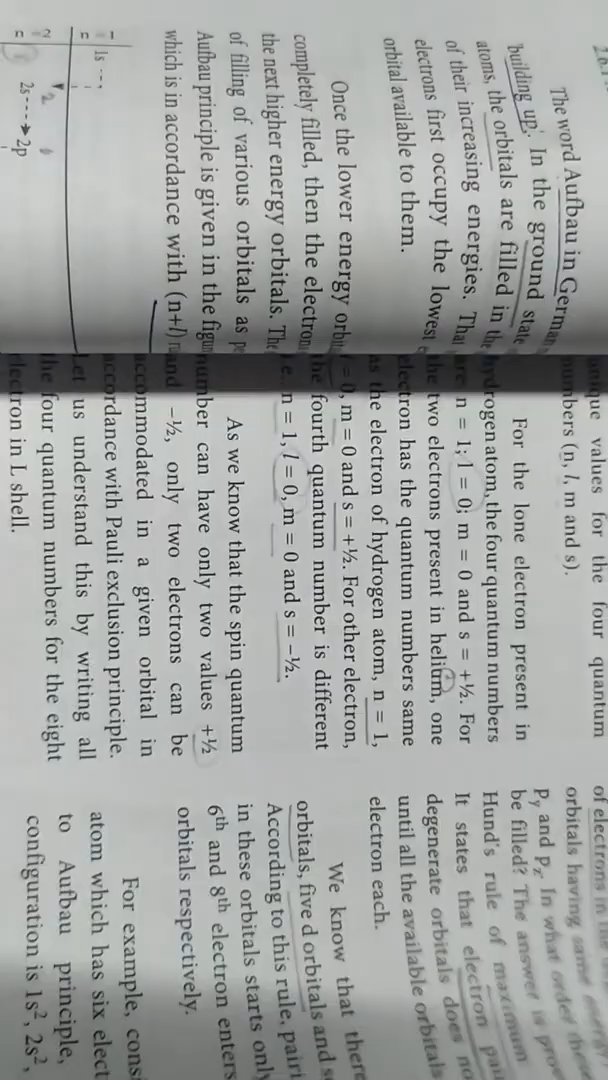 The word Aufbau in German
building up'. In the ground state
atoms, the orbitals are filled in the
of their increasing energies. That
electrons first occupy the lowest
orbital available to them.
Once the lower energy
completely filled, then the
the next higher energy orbitals. The
of filling of various orbitals as
Aufbau principle is given in the
which is in accordance with (n+l)
1s
2
2s 2p
unique values for the four quantum
numbers (n, l, m and s).
For the lone electron present in
hydrogen atom, the four quantum numbers
are n = 1; l = 0; m = 0 and s = +½. For
the two electrons present in helium, one
electron has the quantum numbers same
as the electron of hydrogen atom, n = 1,
= 0, m = 0 and s = +½. For other electron,
the fourth quantum number is different
n = 1, l = 0, m = 0 and s = –½.
As we know that the spin quantum
number can have only two values +½
and –½, only two electrons can be
accommodated in a given orbital in
accordance with Pauli exclusion principle.
Let us understand this by writing all
the four quantum numbers for the eight
electron in L shell.
of electrons in
orbitals having same energy
and In what order these
be filled? The answer is
Hund's rule of maximum
It states that electron
degenerate orbitals does
until all the available orbitals
electron each.
We know that there
orbitals, five d orbitals and
According to this rule,
in these orbitals starts only
6th and 8th electron enters
orbitals respectively.
For example,
atom which has six
to Aufbau principle,
configuration is 1s², 2s²,